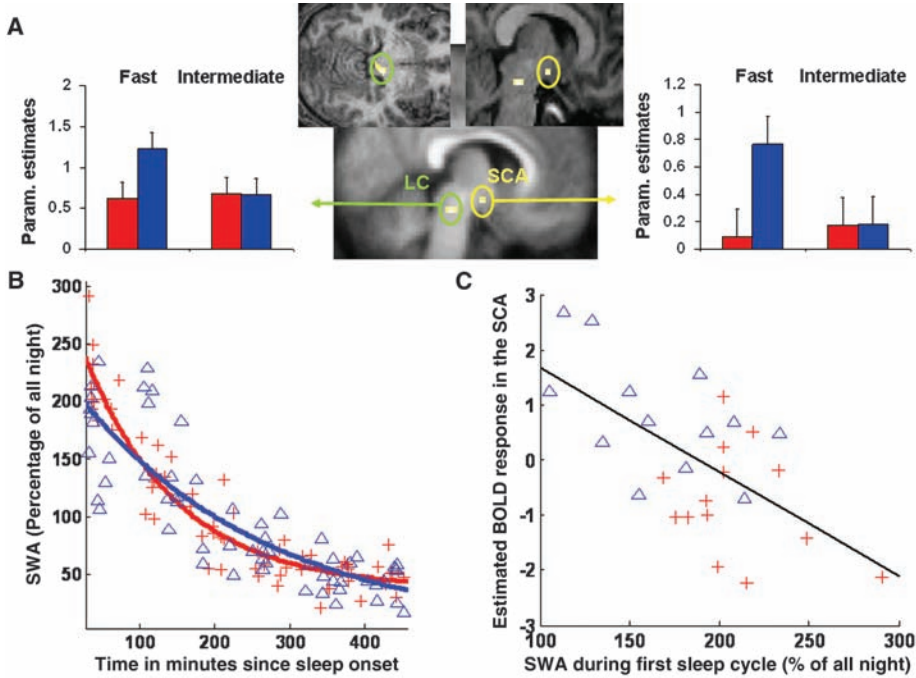 A
Fast Intermediate
Param. estimates
2
1.5
1
0.5
0
LC
SCA
Fast Intermediate
Param. estimates
1.2
1
0.8
0.6
0.4
0.2
0
B
SWA (Percentage of all night)
300
250
200
150
100
50
100 200 300 400
Time in minutes since sleep onset
C
Estimated BOLD response in the SCA
3
2
1
0
-1
-2
-3
100 150 200 250 300
SWA during first sleep cycle (% of all night)